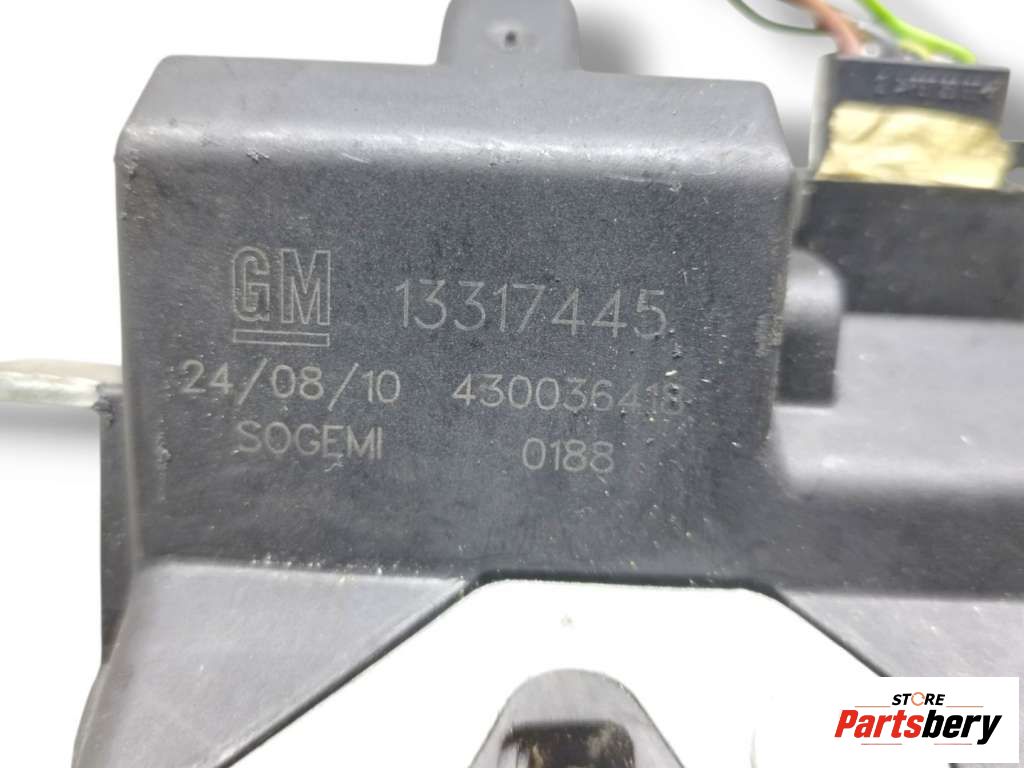 GM 13317445
24/08/10 430036418
SOGEMI 0188
STORE
Partsbery